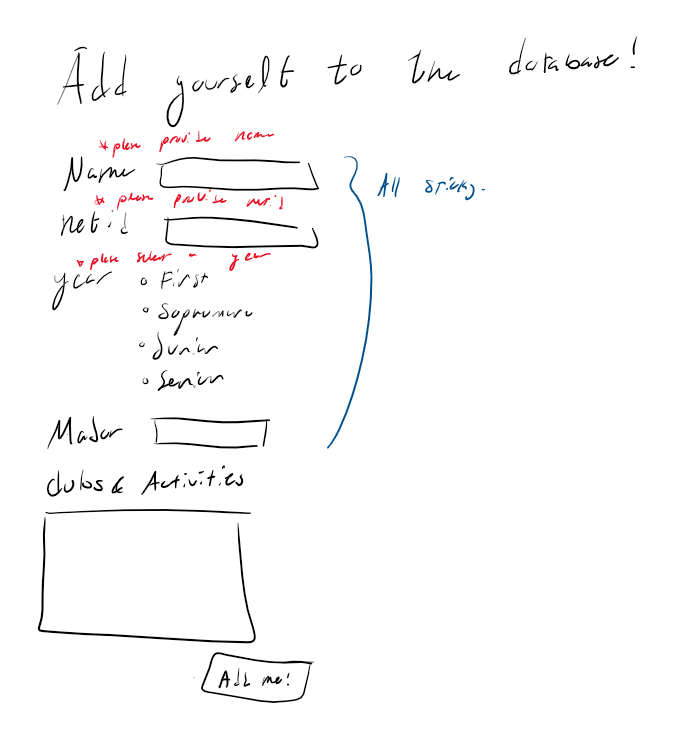 Add yourself to the database!
* please provide name
Name
All sticky.
* please provide netid
netid
* please select a year
year
○ First
○ Sophomore
○ Junior
○ Senior
Major
clubs & Activities
Add me!